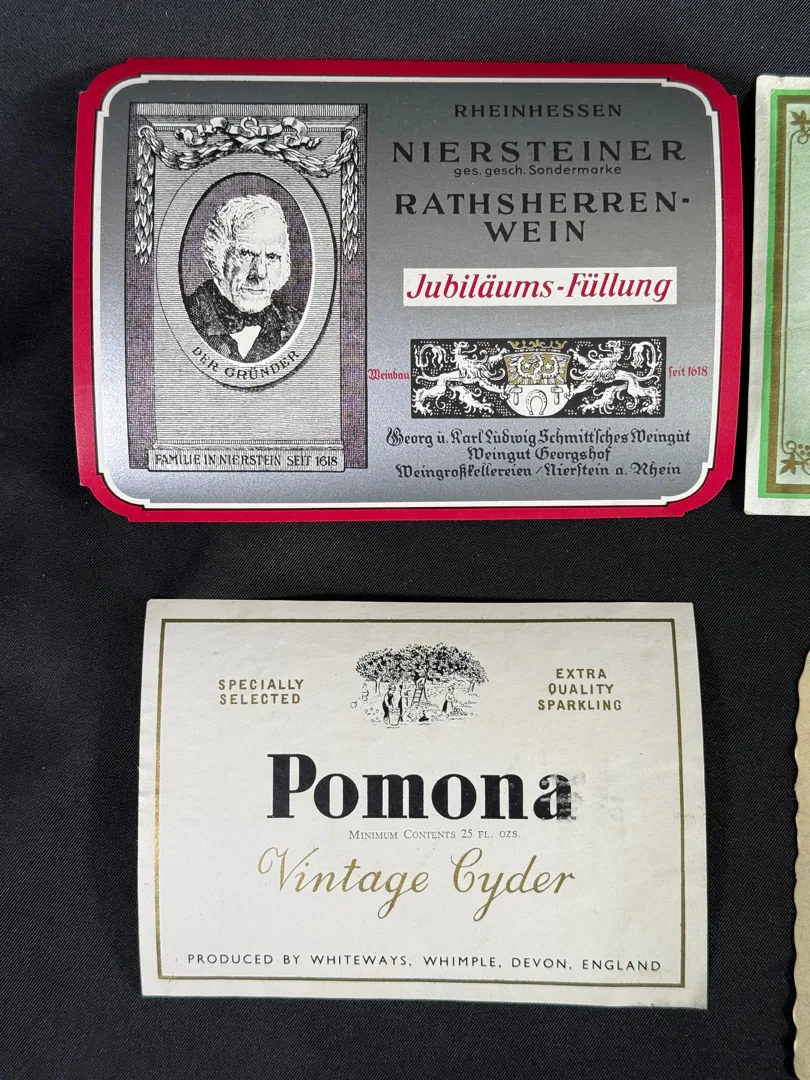 RHEINHESSEN
NIERSTEINER
ges. gesch. Sondermarke
RATHSHERREN-
WEIN
Jubiläums-Füllung
DER GRÜNDER
FAMILIE IN NIERSTEIN SEIT 1618
Weinbau seit 1618
Georg u. Karl Ludwig Schmitt'sches Weingut
Weingut Georgshof
Weingroßkellereien / Nierstein a. Rhein
SPECIALLY
SELECTED
EXTRA
QUALITY
SPARKLING
Pomona
MINIMUM CONTENTS 25 FL. OZS.
Vintage Cyder
PRODUCED BY WHITEWAYS, WHIMPLE, DEVON, ENGLAND